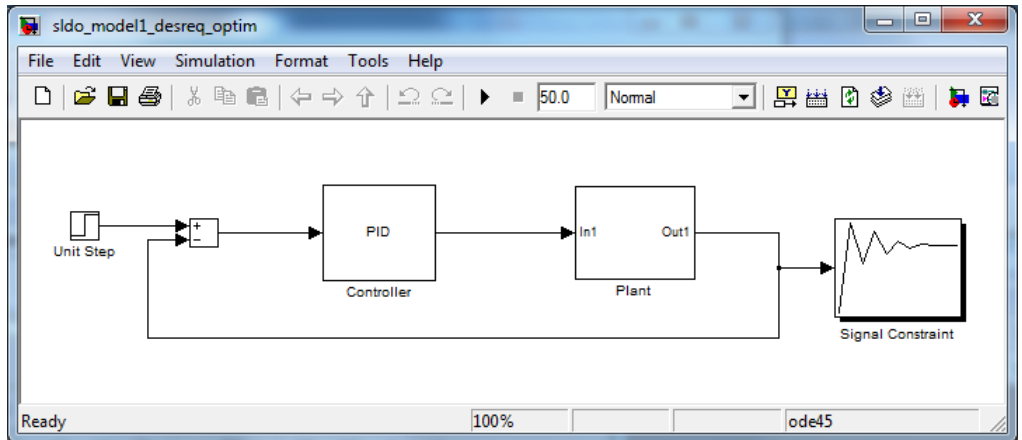 sldo_model1_desreq_optim
File Edit View Simulation Format Tools Help
50.0 Normal
Unit Step
+
−
PID
Controller
In1 Out1
Plant
Signal Constraint
Ready 100% ode45